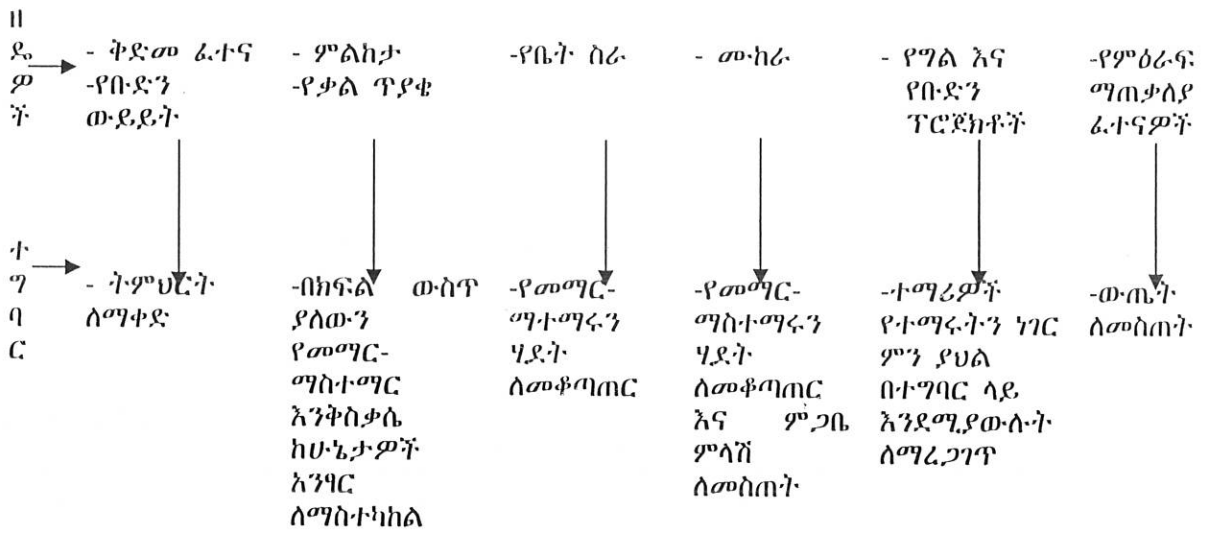 ዘ
ዴ
ዎ
ች
- ቅድመ ፈተና
-የቡድን
ውይይት
- ምልከታ
-የቃል ጥያቄ
-የቤት ስራ
- ሙከራ
- የግል እና
የቡድን
ፕሮጀክቶች
-የምዕራፍ
ማጠቃለያ
ፈተናዎች
ተ
ግ
ባ
ር
- ትምህርት
ለማቀድ
-በክፍል ውስጥ
ያለውን
የመማር-
ማስተማር
እንቅስቃሴ
ከሁኔታዎች
አንፃር
ለማስተካከል
-የመማር-
ማተማሩን
ሂደት
ለመቆጣጠር
-የመማር-
ማስተማሩን
ሂደት
ለመቆጣጠር
እና ምጋቤ
ምላሽ
ለመስጠት
-ተማሪዎች
የተማሩትን ነገር
ምን ያህል
በተግባር ላይ
እንደሚያውሉት
ለማረጋገጥ
-ውጤት
ለመስጠት